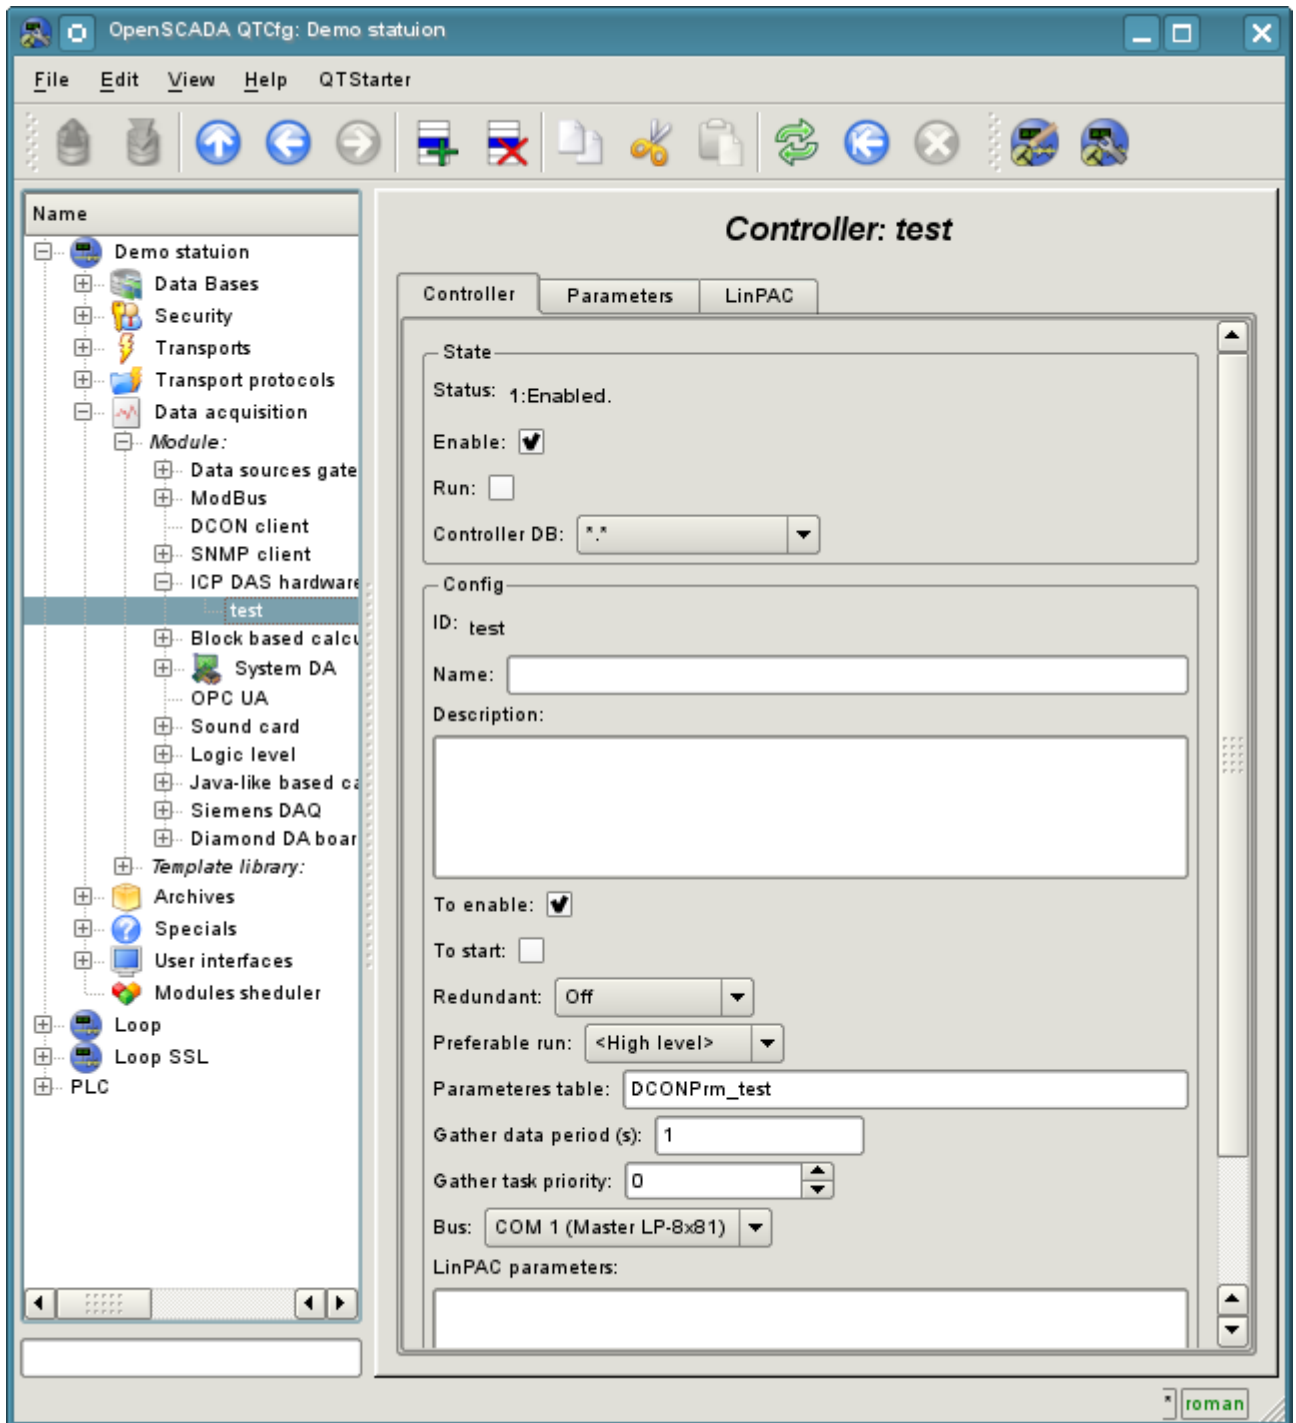 OpenSCADA QTCfg: Demo statuion
File Edit View Help QTStarter
Name
Demo statuion
Data Bases
Security
Transports
Transport protocols
Data acquisition
Module:
Data sources gate
ModBus
DCON client
SNMP client
ICP DAS hardware
test
Block based calcu
System DA
OPC UA
Sound card
Logic level
Java-like based ca
Siemens DAQ
Diamond DA boar
Template library:
Archives
Specials
User interfaces
Modules sheduler
Loop
Loop SSL
PLC
Controller: test
Controller Parameters LinPAC
State
Status: 1:Enabled.
Enable:
Run:
Controller DB: *.*
Config
ID: test
Name:
Description:
To enable:
To start:
Redundant: Off
Preferable run: <High level>
Parameteres table: DCONPrm_test
Gather data period (s): 1
Gather task priority: 0
Bus: COM 1 (Master LP-8x81)
LinPAC parameters:
* roman